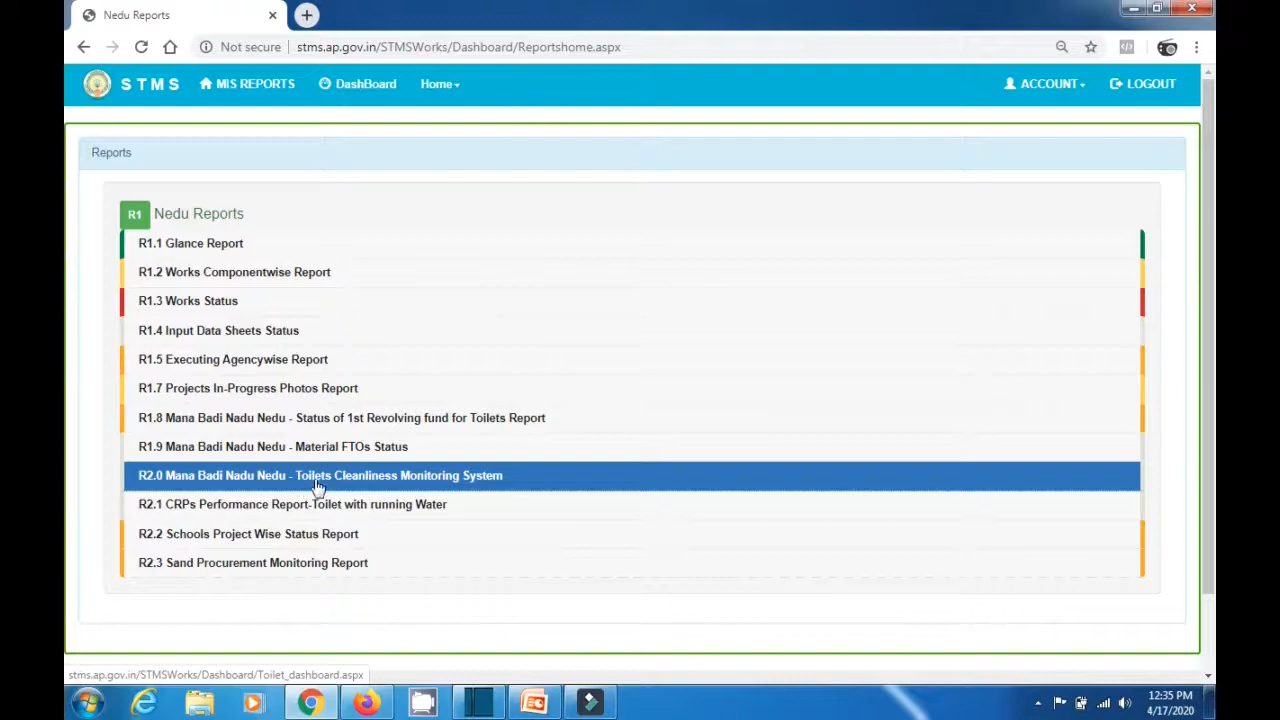 Nedu Reports
Not secure | stms.ap.gov.in/STMSWorks/Dashboard/Reportshome.aspx
S T M S MIS REPORTS DashBoard Home ACCOUNT LOGOUT
Reports
R1 Nedu Reports
R1.1 Glance Report
R1.2 Works Componentwise Report
R1.3 Works Status
R1.4 Input Data Sheets Status
R1.5 Executing Agencywise Report
R1.7 Projects In-Progress Photos Report
R1.8 Mana Badi Nadu Nedu - Status of 1st Revolving fund for Toilets Report
R1.9 Mana Badi Nadu Nedu - Material FTOs Status
R2.0 Mana Badi Nadu Nedu - Toilets Cleanliness Monitoring System
R2.1 CRPs Performance Report-Toilet with running Water
R2.2 Schools Project Wise Status Report
R2.3 Sand Procurement Monitoring Report
stms.ap.gov.in/STMSWorks/Dashboard/Toilet_dashboard.aspx
12:35 PM
4/17/2020